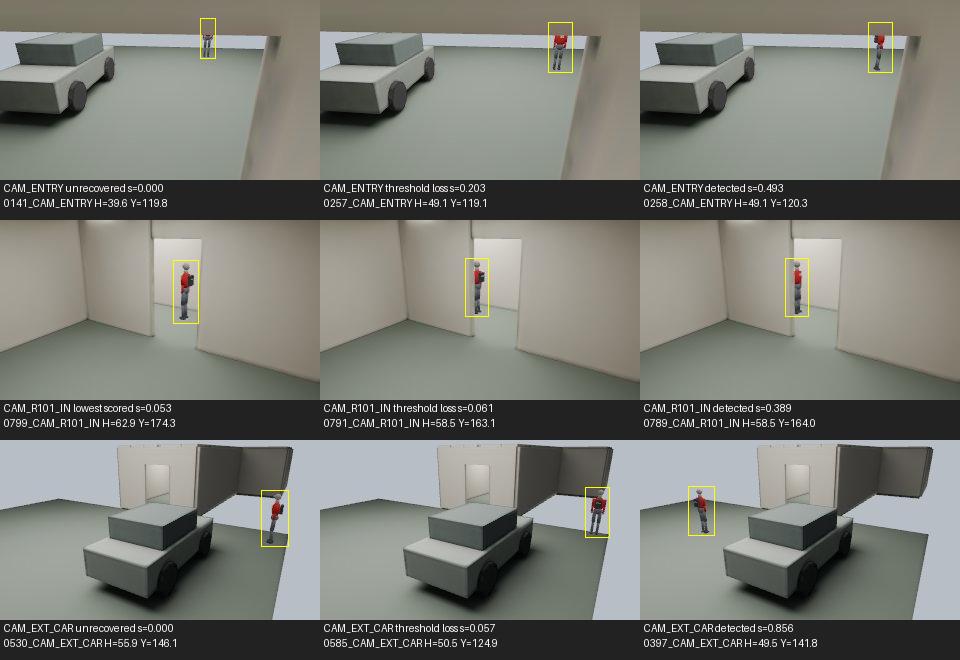 CAM_ENTRY unrecovered s=0.000
0141_CAM_ENTRY H=39.6 Y=119.8
CAM_ENTRY threshold loss s=0.203
0257_CAM_ENTRY H=49.1 Y=119.1
CAM_ENTRY detected s=0.493
0258_CAM_ENTRY H=49.1 Y=120.3
CAM_R101_IN lowest scored s=0.053
0799_CAM_R101_IN H=62.9 Y=174.3
CAM_R101_IN threshold loss s=0.061
0791_CAM_R101_IN H=58.5 Y=163.1
CAM_R101_IN detected s=0.389
0789_CAM_R101_IN H=58.5 Y=164.0
CAM_EXT_CAR unrecovered s=0.000
0530_CAM_EXT_CAR H=55.9 Y=146.1
CAM_EXT_CAR threshold loss s=0.057
0585_CAM_EXT_CAR H=50.5 Y=124.9
CAM_EXT_CAR detected s=0.856
0397_CAM_EXT_CAR H=49.5 Y=141.8